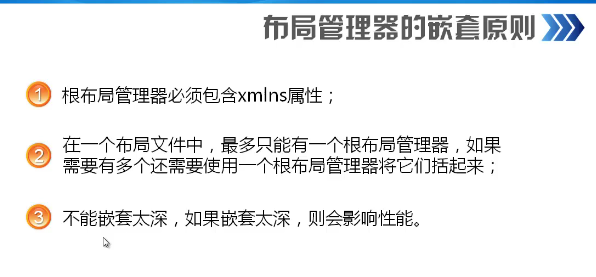 布局管理器的嵌套原则
1 根布局管理器必须包含xmlns属性；
2 在一个布局文件中，最多只能有一个根布局管理器，如果
需要有多个还需要使用一个根布局管理器将它们括起来；
3 不能嵌套太深，如果嵌套太深，则会影响性能。